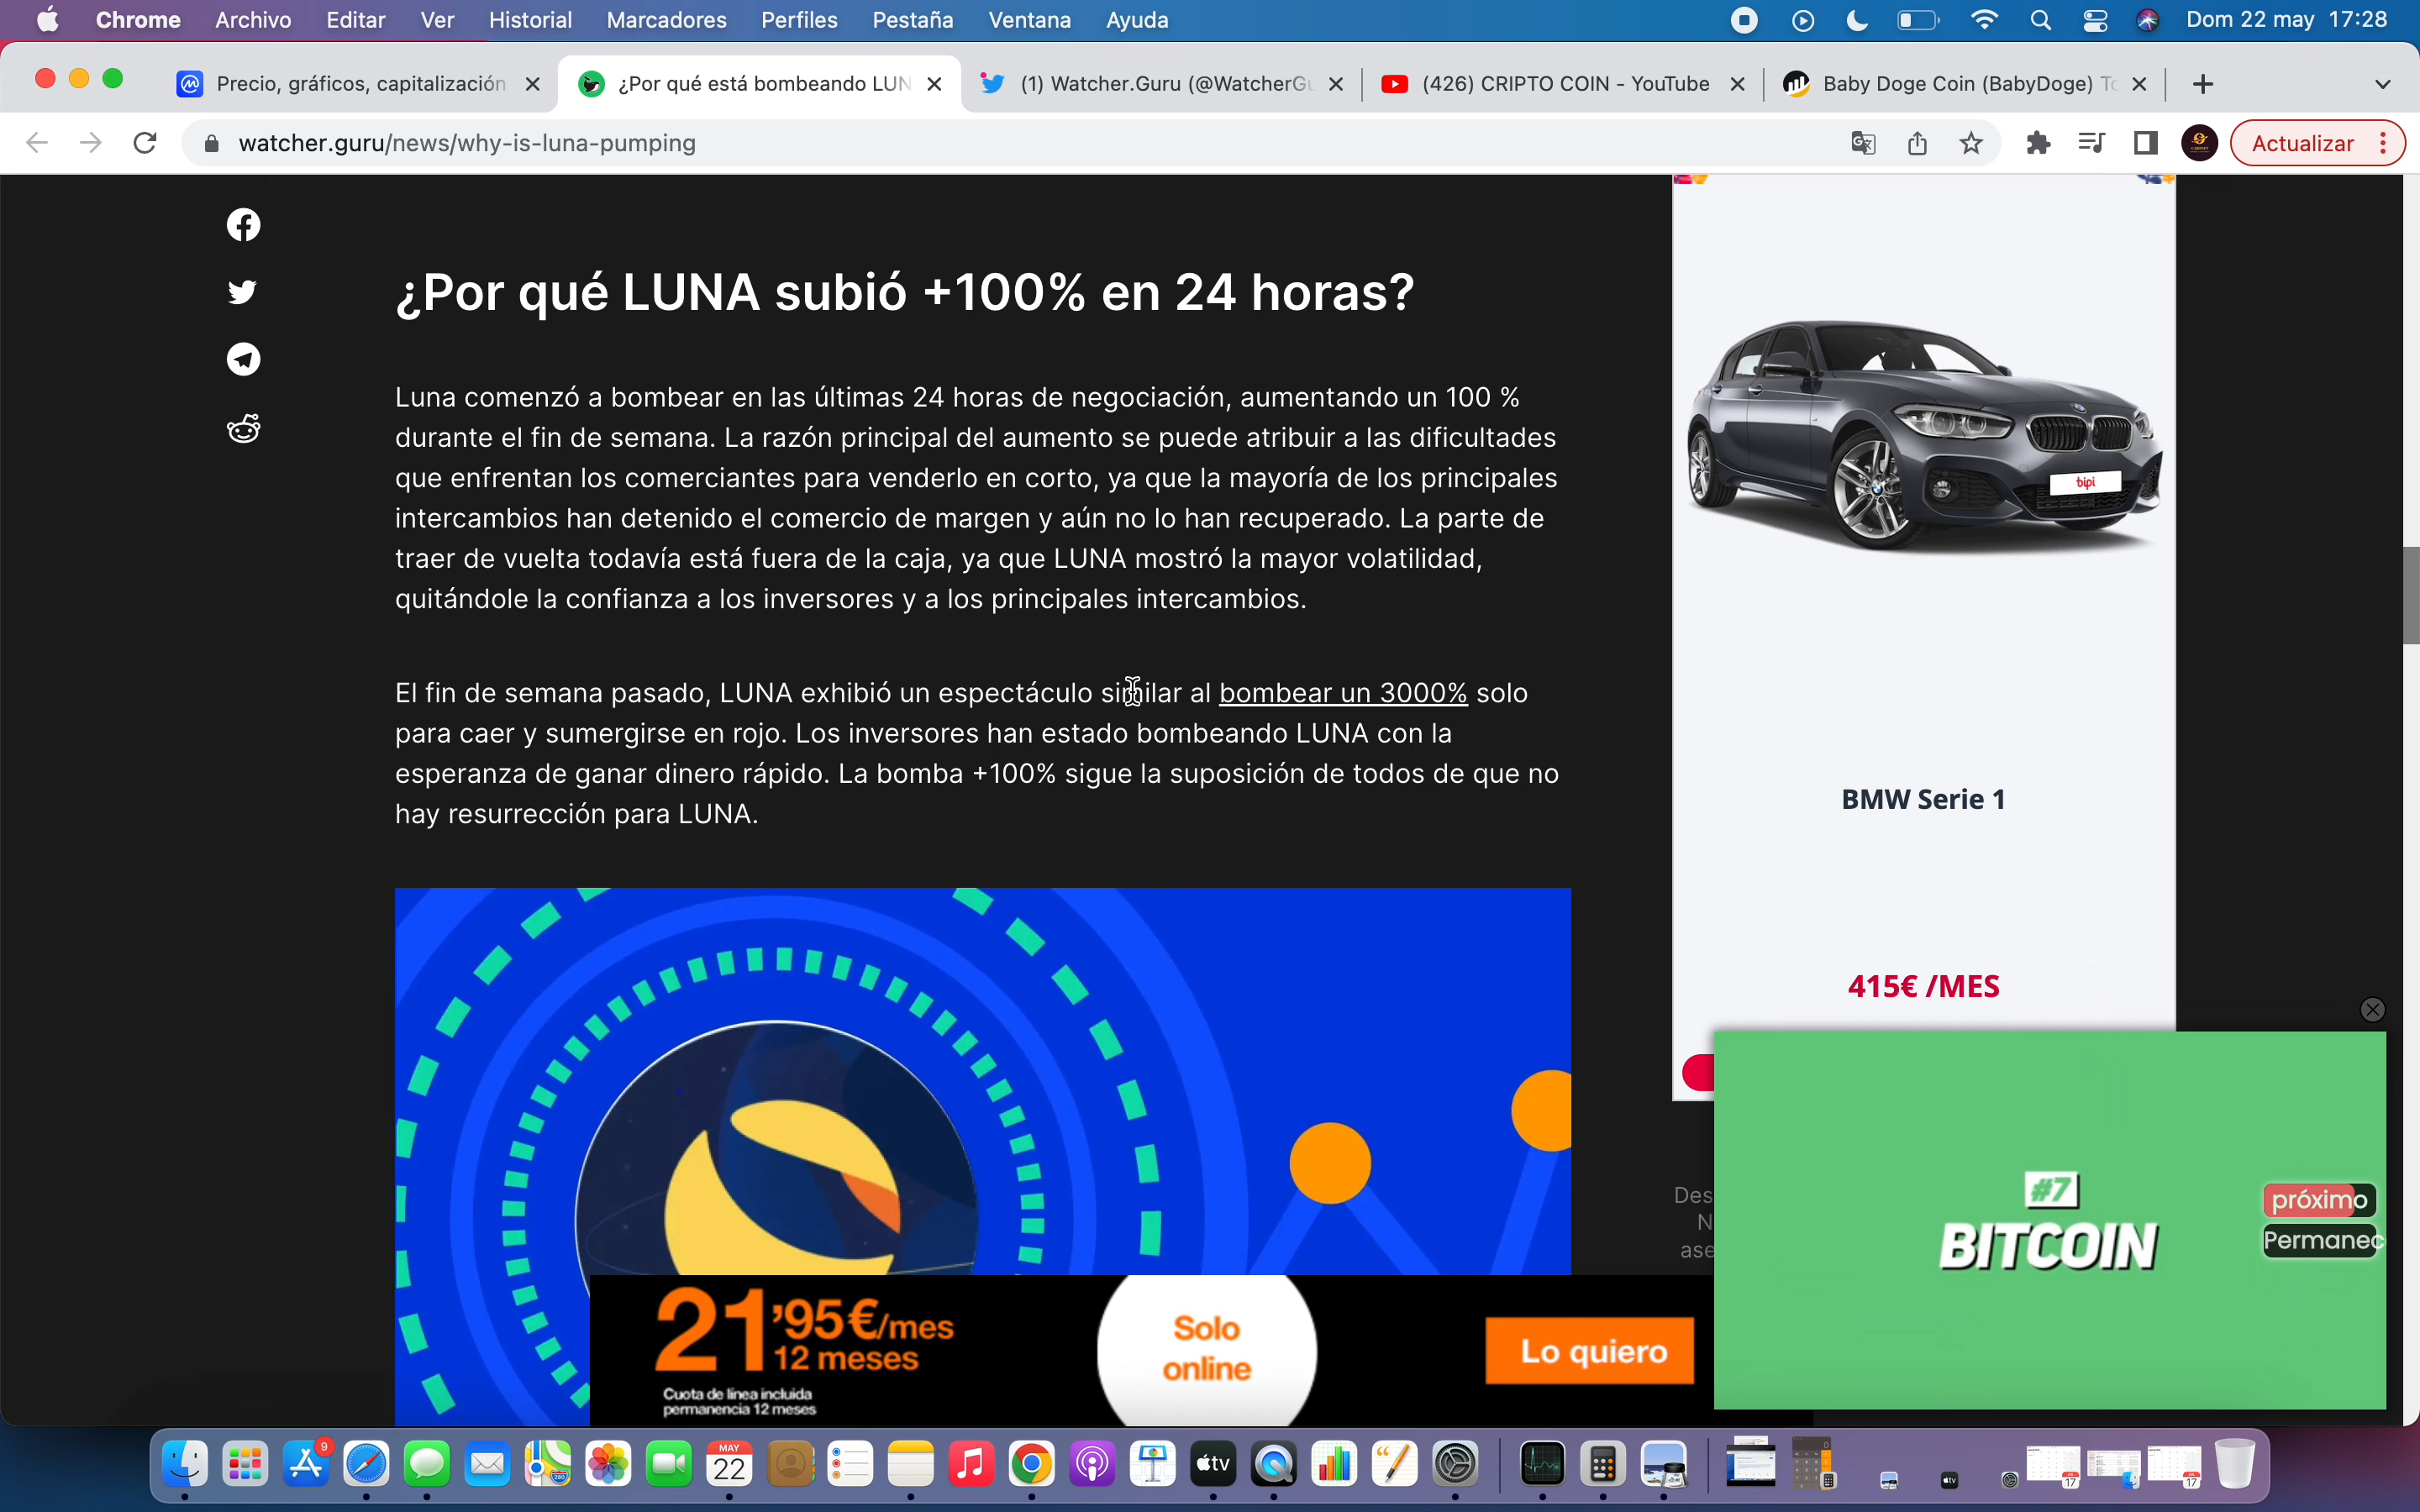 Chrome Archivo Editar Ver Historial Marcadores Perfiles Pestaña Ventana Ayuda Dom 22 may 17:28
Precio, gráficos, capitalización
¿Por qué está bombeando LUN
(1) Watcher.Guru (@WatcherGu
(426) CRIPTO COIN - YouTube
Baby Doge Coin (BabyDoge) To
watcher.guru/news/why-is-luna-pumping
Actualizar
¿Por qué LUNA subió +100% en 24 horas?
Luna comenzó a bombear en las últimas 24 horas de negociación, aumentando un 100 %
durante el fin de semana. La razón principal del aumento se puede atribuir a las dificultades
que enfrentan los comerciantes para venderlo en corto, ya que la mayoría de los principales
intercambios han detenido el comercio de margen y aún no lo han recuperado. La parte de
traer de vuelta todavía está fuera de la caja, ya que LUNA mostró la mayor volatilidad,
quitándole la confianza a los inversores y a los principales intercambios.
El fin de semana pasado, LUNA exhibió un espectáculo similar al bombear un 3000% solo
para caer y sumergirse en rojo. Los inversores han estado bombeando LUNA con la
esperanza de ganar dinero rápido. La bomba +100% sigue la suposición de todos de que no
hay resurrección para LUNA.
bipi
BMW Serie 1
415€ /MES
Des
N
ase
#7
BITCOIN
próximo
Permanec
21'95€/mes
12 meses
Cuota de línea incluida
permanencia 12 meses
Solo
online
Lo quiero
9
MAY
22
280
tv
17
17